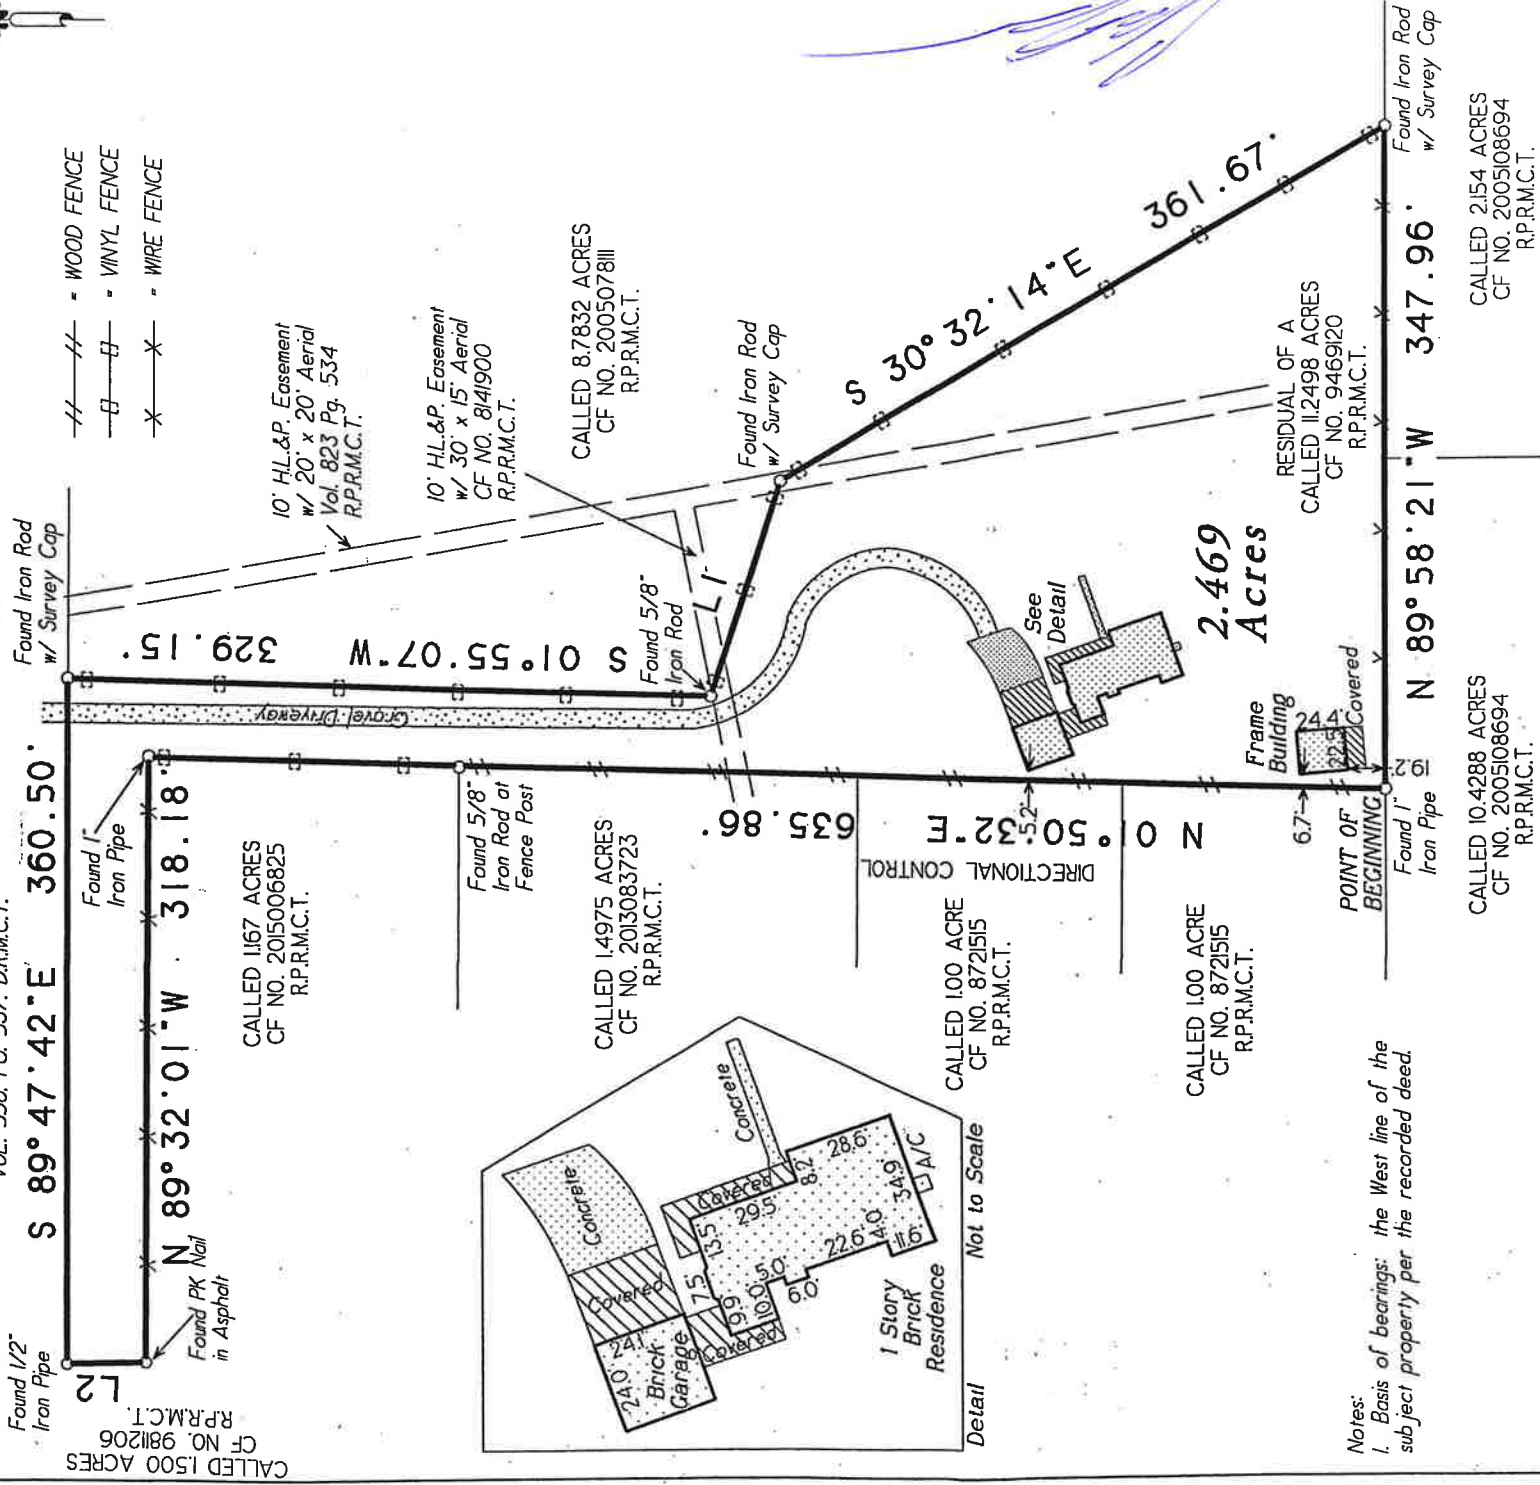 N
= WOOD FENCE
= VINYL FENCE
= WIRE FENCE
Found 1/2"
Iron Pipe
S 89° 47' 42" E 360.50'
Found Iron Rod
w/ Survey Cap
L2
CALLED 1.500 ACRES
CF NO. 9811206
R.P.R.M.C.T.
Found PK Nail
in Asphalt
N 89° 32' 01" W 318.18'
Found 1"
Iron Pipe
CALLED 1.167 ACRES
CF NO. 2015006825
R.P.R.M.C.T.
Gravel Driveway
S 01° 55' 07" W 329.15'
10' H.L.&P. Easement
w/ 20' x 20' Aerial
Vol. 823 Pg. 534
R.P.R.M.C.T.
10' H.L.&P. Easement
w/ 30' x 15' Aerial
CF NO. 8141900
R.P.R.M.C.T.
Found 5/8"
Iron Rod at
Fence Post
Found 5/8"
Iron Rod
L1
CALLED 8.7832 ACRES
CF NO. 2005078111
R.P.R.M.C.T.
Found Iron Rod
w/ Survey Cap
CALLED 1.4975 ACRES
CF NO. 2013083723
R.P.R.M.C.T.
N 01° 50' 32" E 635.86'
DIRECTIONAL CONTROL
S 30° 32' 14" E 361.67'
CALLED 1.00 ACRE
CF NO. 8721515
R.P.R.M.C.T.
5.2'
See
Detail
CALLED 1.00 ACRE
CF NO. 8721515
R.P.R.M.C.T.
2.469
Acres
RESIDUAL OF A
CALLED 11.2498 ACRES
CF NO. 9469120
R.P.R.M.C.T.
Frame
Building
24.4'
22.5'
Covered
6.7'
19.2'
POINT OF
BEGINNING
Found 1"
Iron Pipe
N 89° 58' 21" W 347.96'
Found Iron Rod
w/ Survey Cap
CALLED 10.4288 ACRES
CF NO. 2005108694
R.P.R.M.C.T.
CALLED 2.154 ACRES
CF NO. 2005108694
R.P.R.M.C.T.
Concrete
Covered
24.1
24.0
Brick
Garage
Covered
7.5
9.9
10.0
5.0'
6.0'
13.5
Covered
29.5
Concrete
8.2
28.6
22.6
4.0
11.6
34.9
A/C
1 Story
Brick
Residence
Detail
Not to Scale
Notes:
1. Basis of bearings: the West line of the
subject property per the recorded deed.